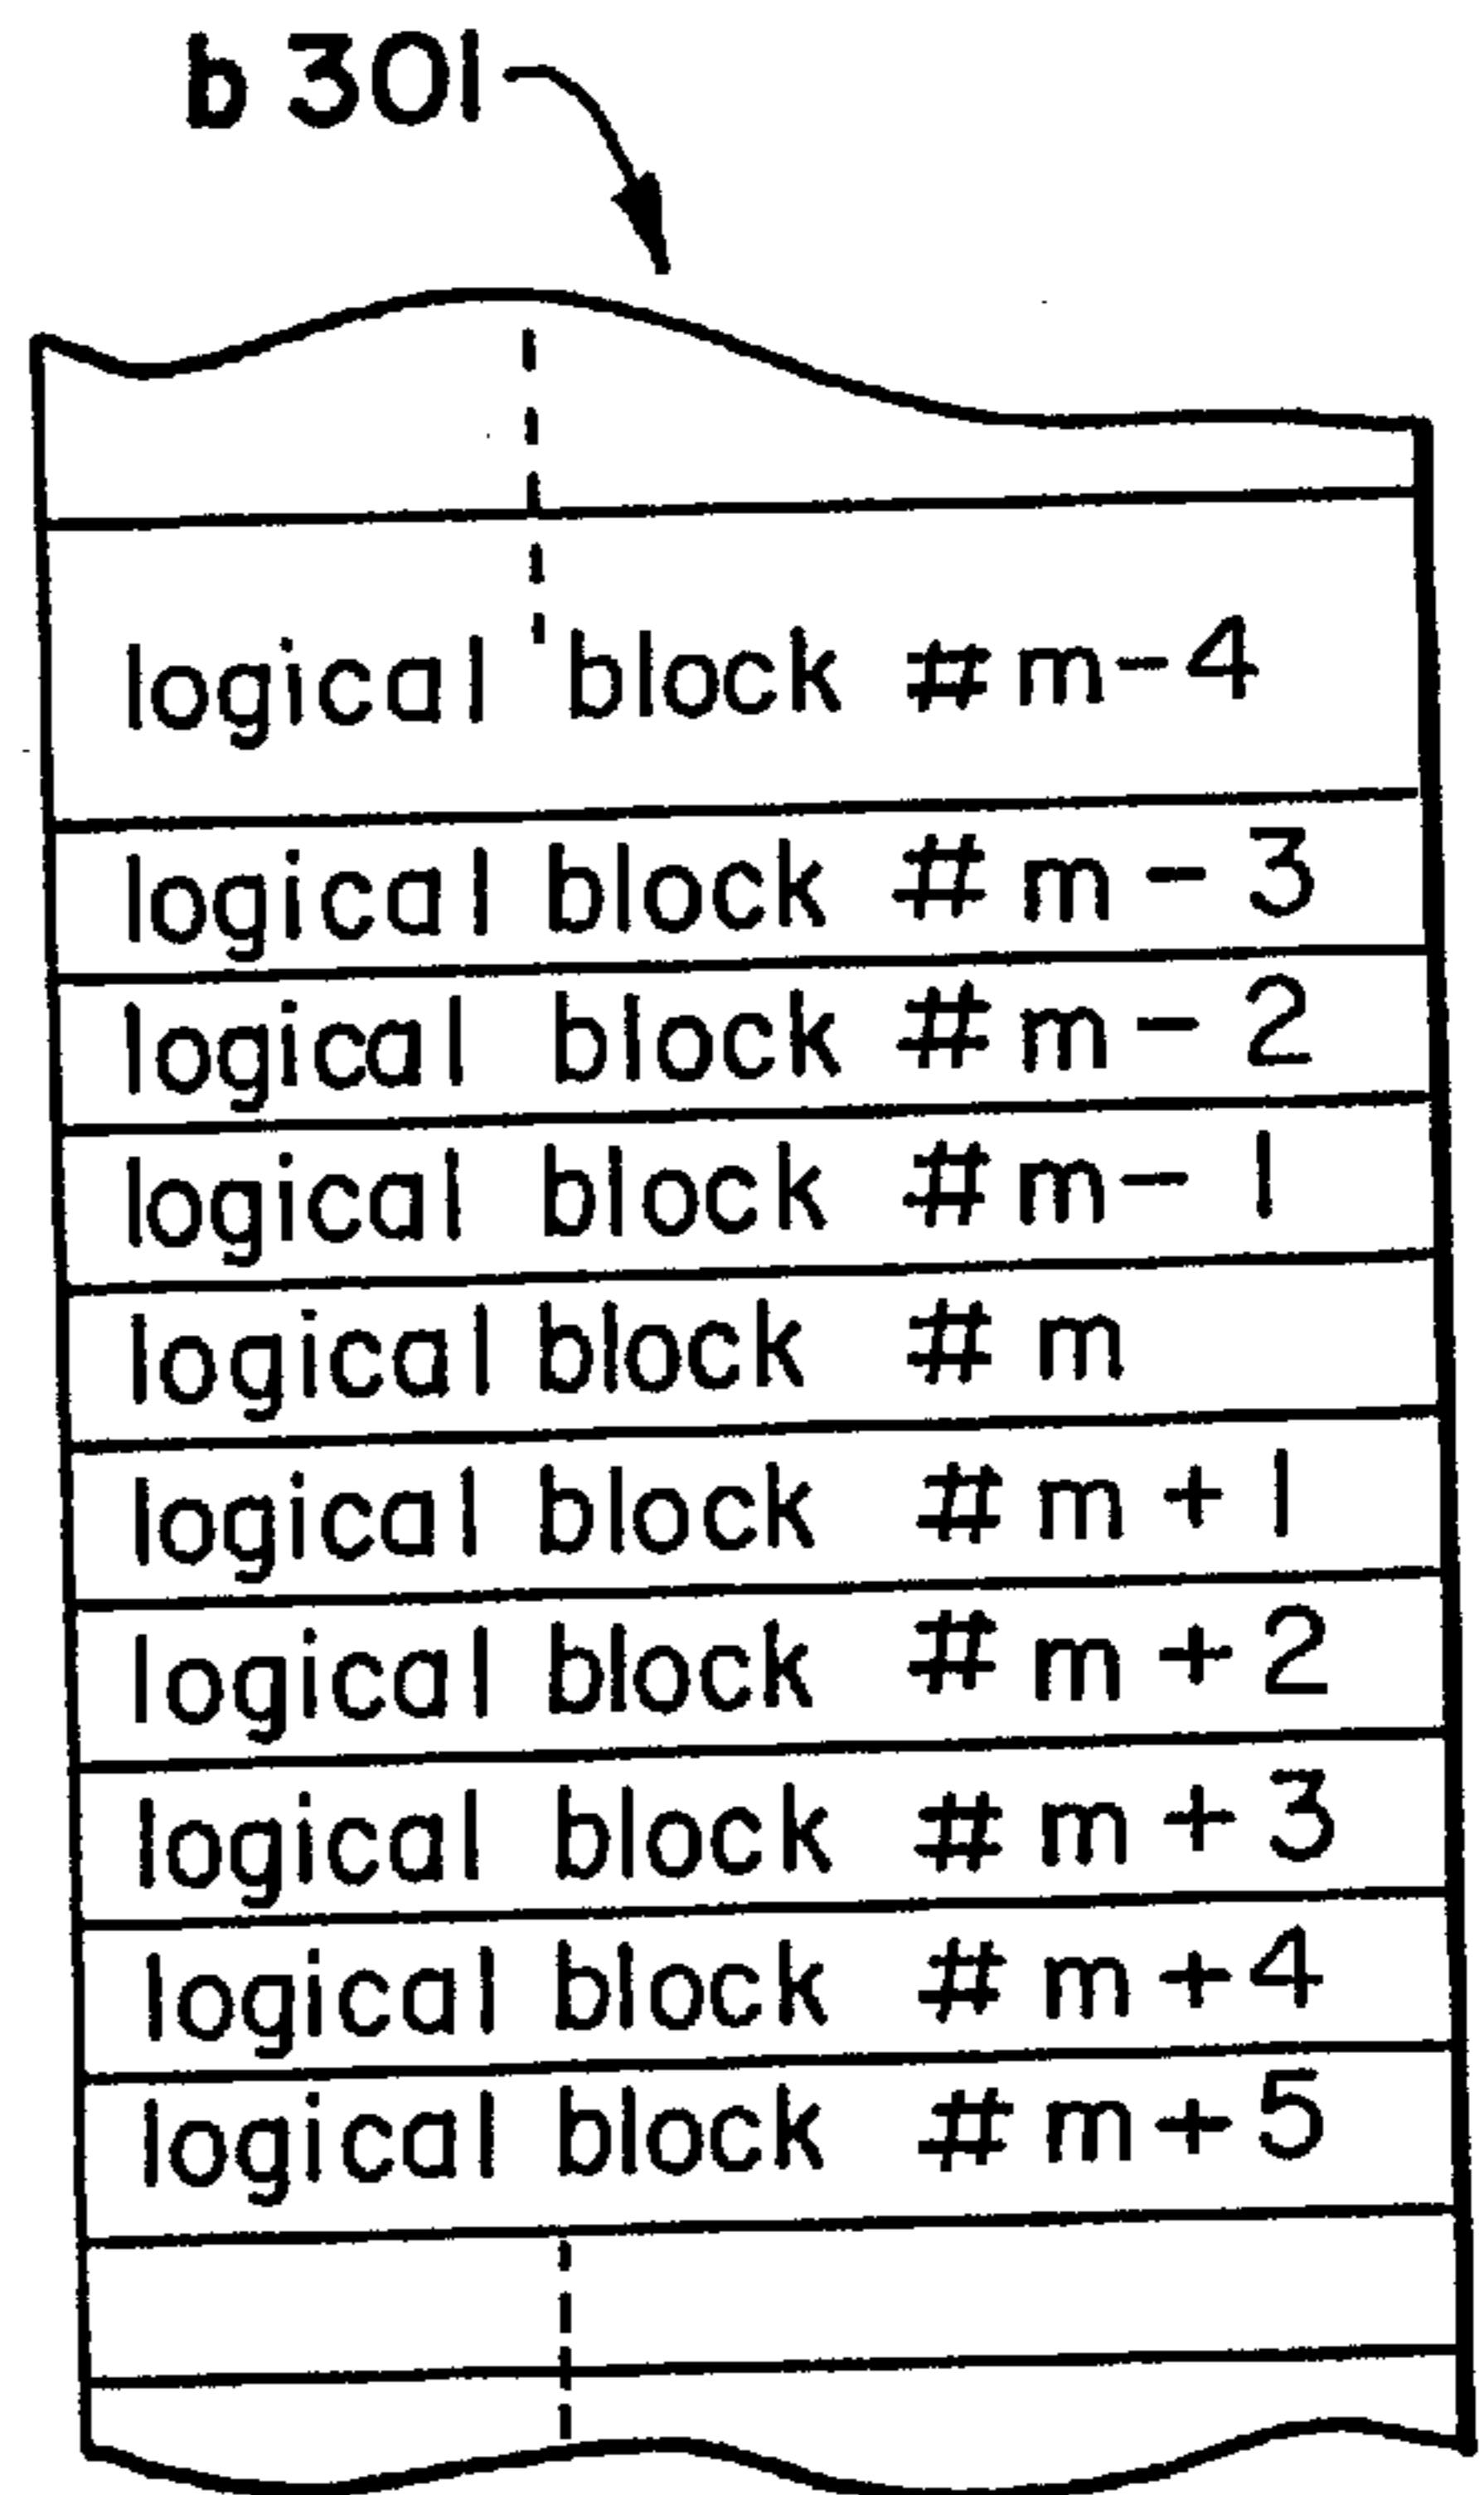 b 301
logical block # m-4
logical block # m - 3
logical block # m - 2
logical block # m - 1
logical block # m
logical block # m + 1
logical block # m + 2
logical block # m + 3
logical block # m + 4
logical block # m + 5